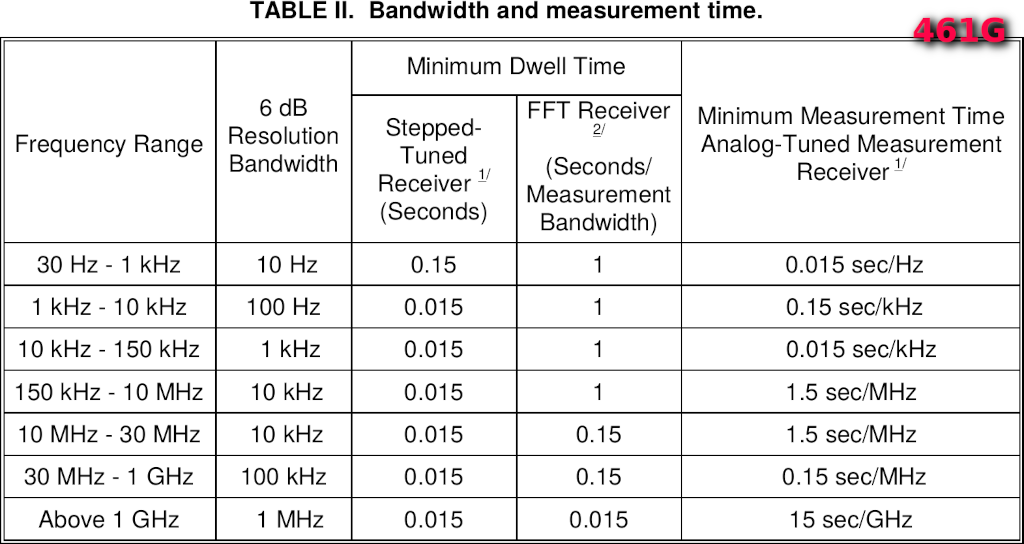 TABLE II.  Bandwidth and measurement time.
461G
Frequency Range
6 dB
Resolution
Bandwidth
Minimum Dwell Time
Stepped-
Tuned
Receiver 1/
(Seconds)
FFT Receiver
2/
(Seconds/
Measurement
Bandwidth)
Minimum Measurement Time
Analog-Tuned Measurement
Receiver 1/
30 Hz - 1 kHz 10 Hz 0.15 1 0.015 sec/Hz
1 kHz - 10 kHz 100 Hz 0.015 1 0.15 sec/kHz
10 kHz - 150 kHz 1 kHz 0.015 1 0.015 sec/kHz
150 kHz - 10 MHz 10 kHz 0.015 1 1.5 sec/MHz
10 MHz - 30 MHz 10 kHz 0.015 0.15 1.5 sec/MHz
30 MHz - 1 GHz 100 kHz 0.015 0.15 0.15 sec/MHz
Above 1 GHz 1 MHz 0.015 0.015 15 sec/GHz